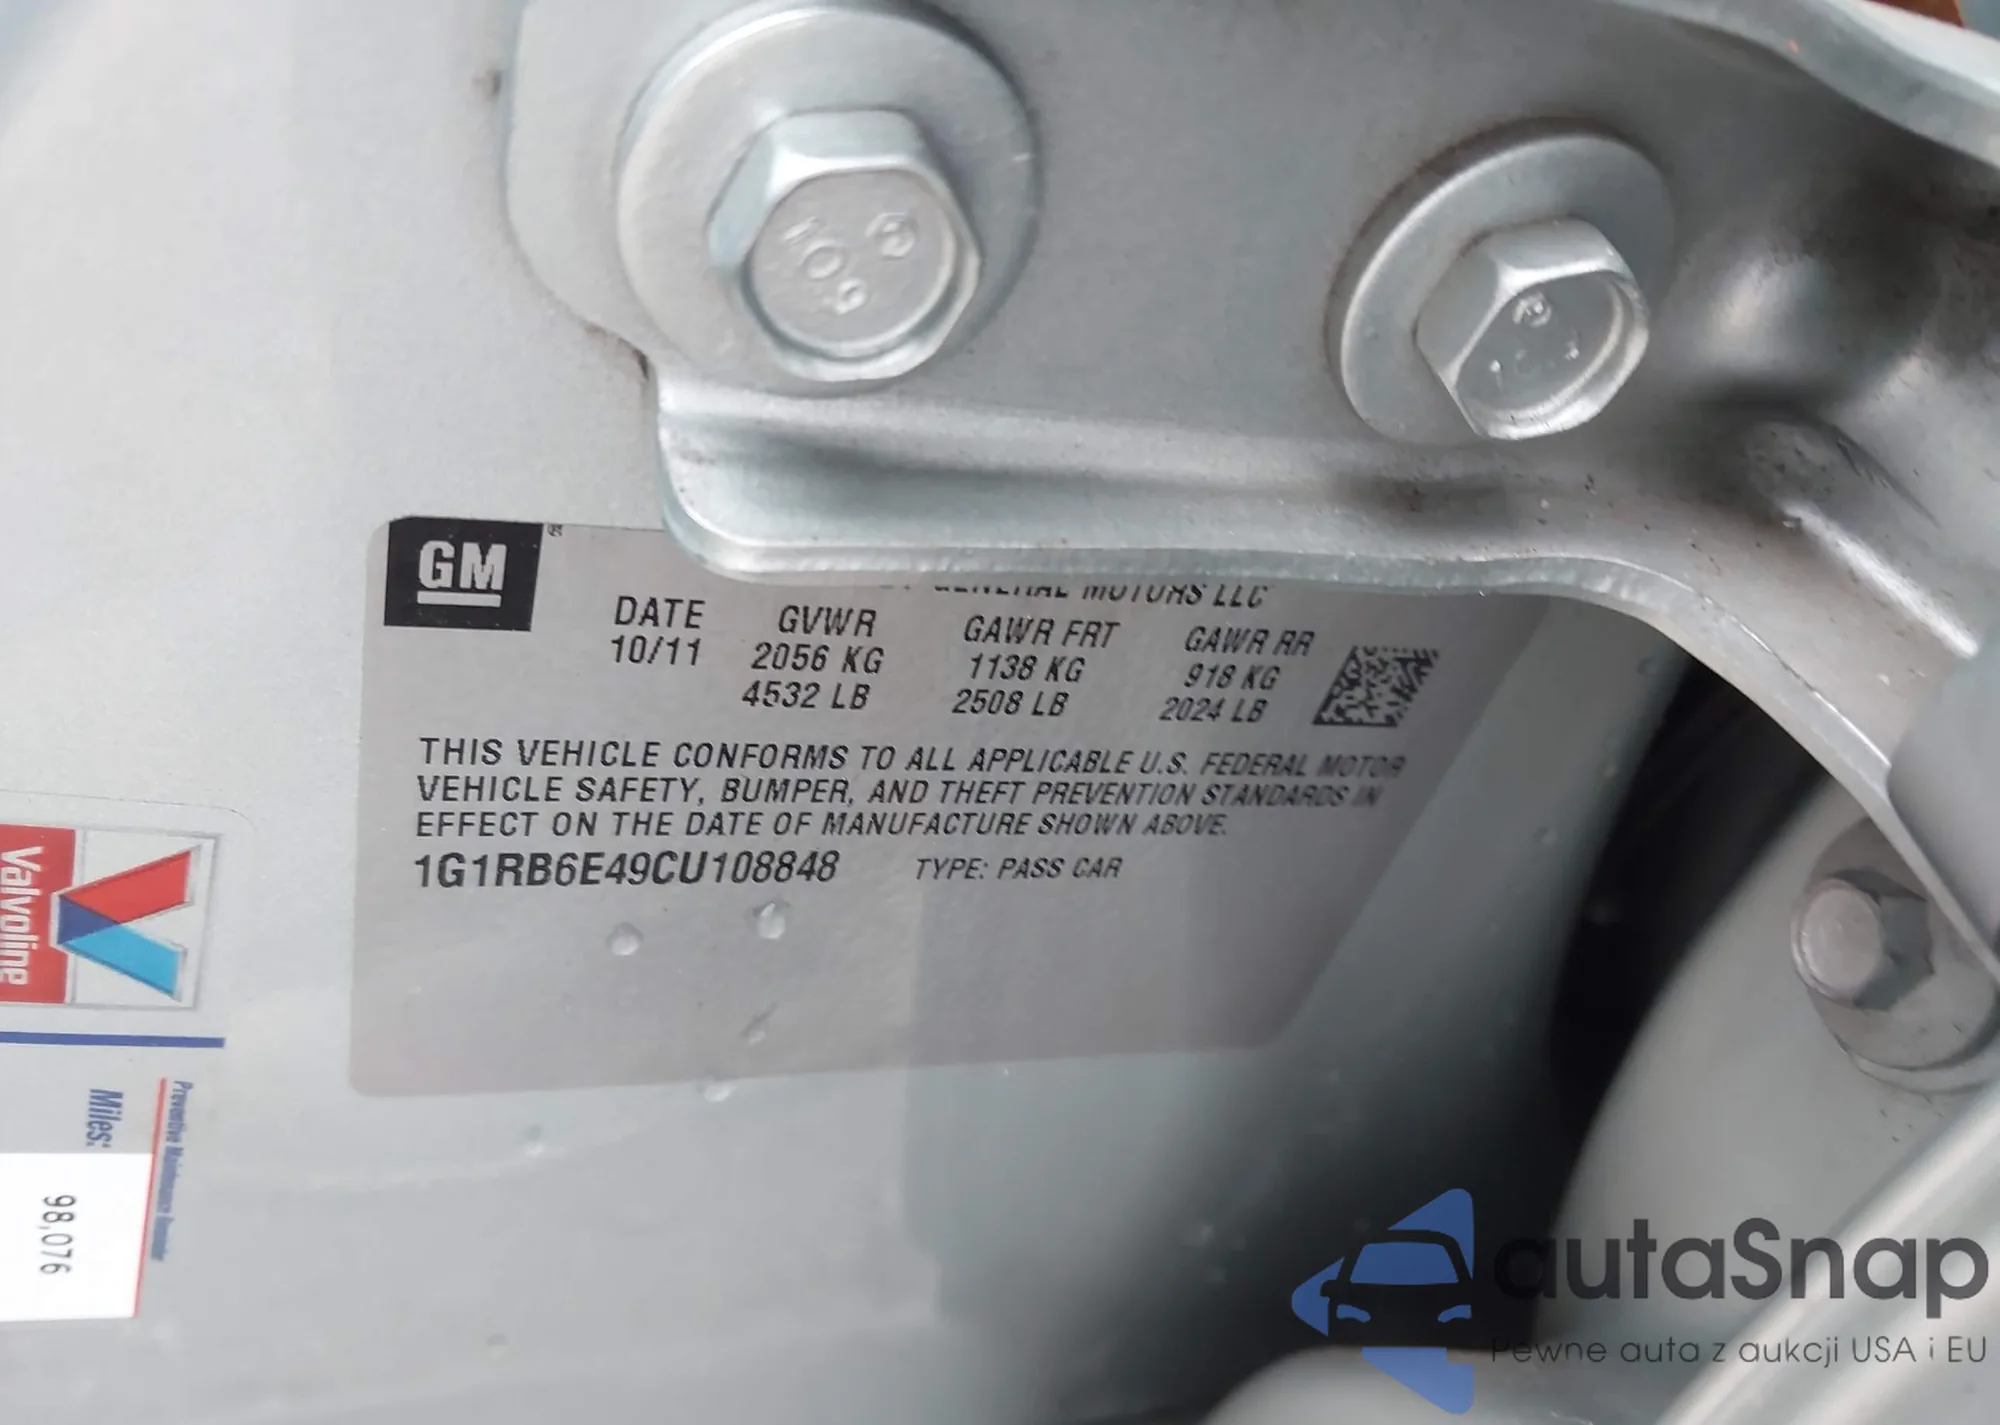 GM
GENERAL MOTORS LLC
DATE GVWR GAWR FRT GAWR RR
10/11 2056 KG 1138 KG 918 KG
4532 LB 2508 LB 2024 LB
THIS VEHICLE CONFORMS TO ALL APPLICABLE U.S. FEDERAL MOTOR
VEHICLE SAFETY, BUMPER, AND THEFT PREVENTION STANDARDS IN
EFFECT ON THE DATE OF MANUFACTURE SHOWN ABOVE.
1G1RB6E49CU108848 TYPE: PASS CAR
Valvoline
Preventive Maintenance Reminder
Miles:
98,076
autaSnap
Pewne auta z aukcji USA i EU